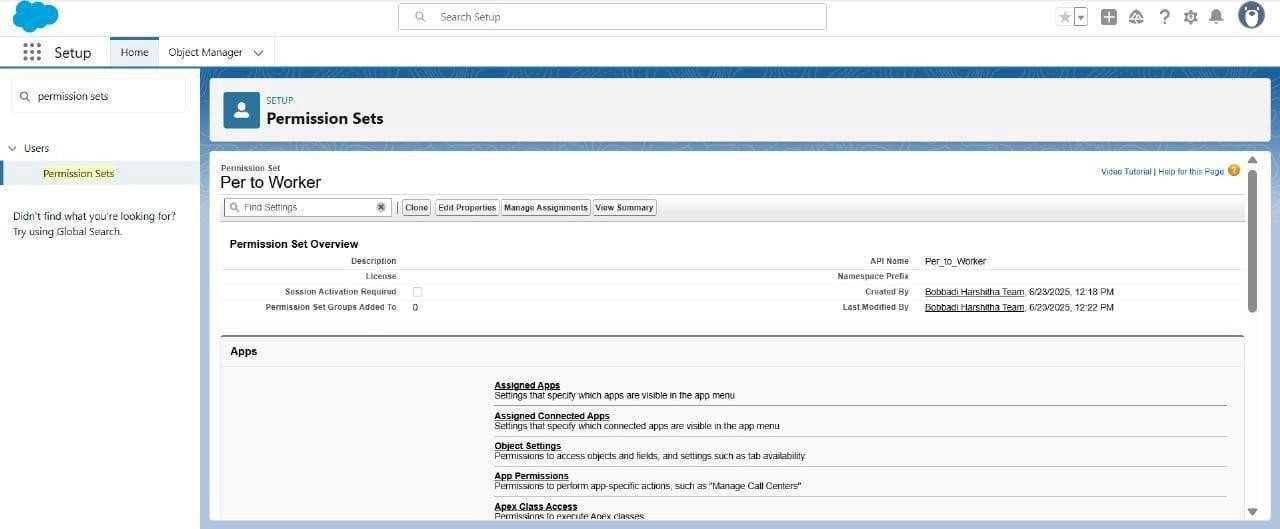 Search Setup
Setup
Home
Object Manager
permission sets
Users
Permission Sets
Didn't find what you're looking for?
Try using Global Search.
SETUP
Permission Sets
Permission Set
Per to Worker
Video Tutorial | Help for this Page
Find Settings...
Clone
Edit Properties
Manage Assignments
View Summary
Permission Set Overview
Description
API Name Per_to_Worker
License
Namespace Prefix
Session Activation Required
Created By Bobbadi Harshitha Team, 6/23/2025, 12:18 PM
Permission Set Groups Added To 0
Last Modified By Bobbadi Harshitha Team, 6/23/2025, 12:22 PM
Apps
Assigned Apps
Settings that specify which apps are visible in the app menu
Assigned Connected Apps
Settings that specify which connected apps are visible in the app menu
Object Settings
Permissions to access objects and fields, and settings such as tab availability
App Permissions
Permissions to perform app-specific actions, such as "Manage Call Centers"
Apex Class Access
Permissions to execute Apex classes